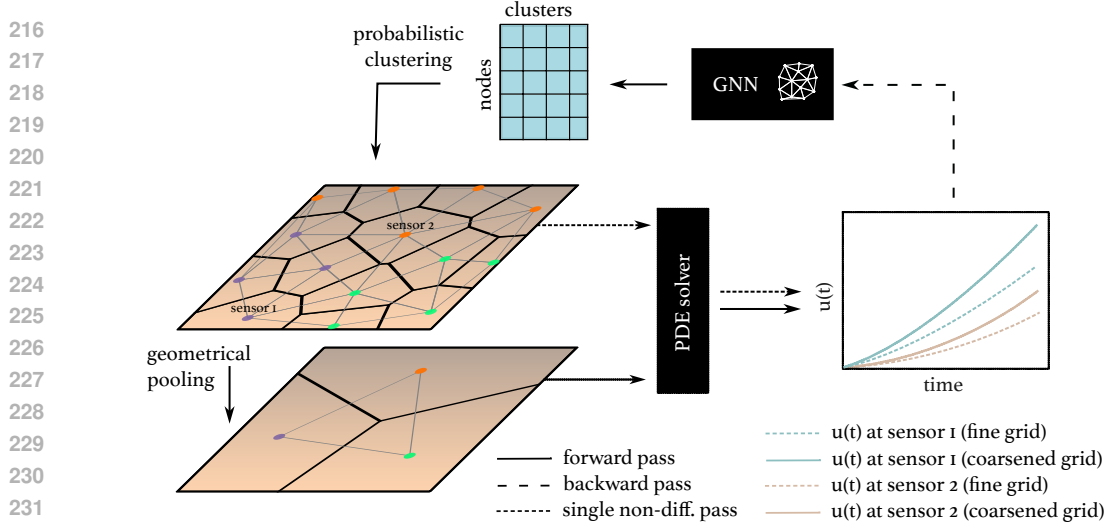 216
217
218
219
220
221
222
223
224
225
226
227
228
229
230
231
clusters
nodes
probabilistic
clustering
GNN
sensor 2
sensor 1
PDE solver
u(t)
time
geometrical
pooling
forward pass
backward pass
single non-diff. pass
u(t) at sensor 1 (fine grid)
u(t) at sensor 1 (coarsened grid)
u(t) at sensor 2 (fine grid)
u(t) at sensor 2 (coarsened grid)